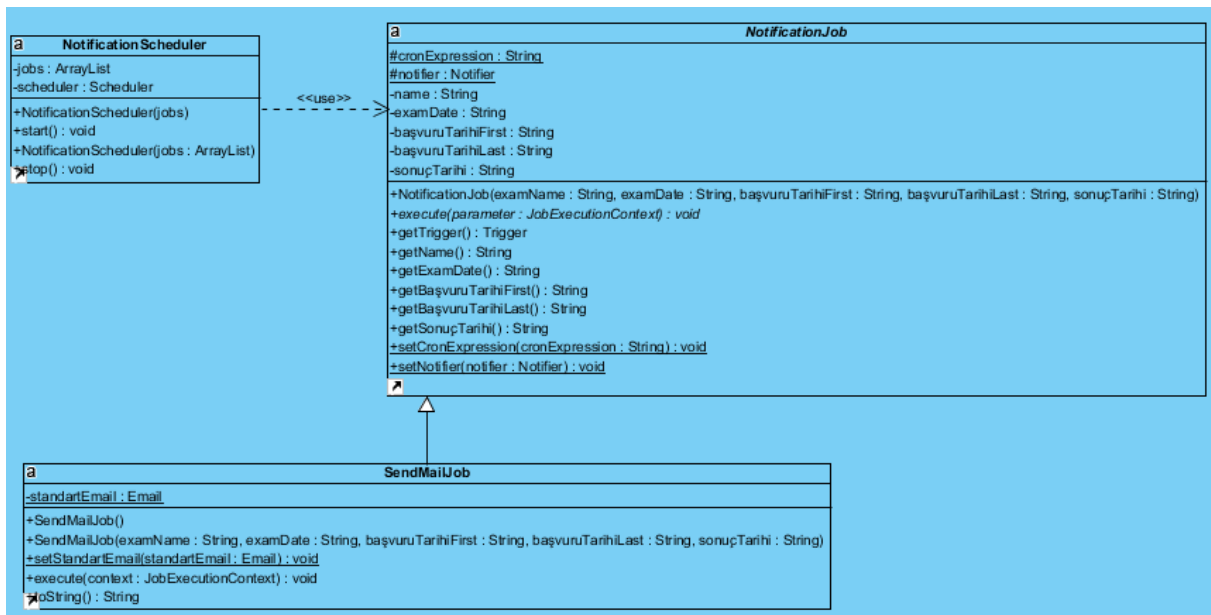 a NotificationScheduler
-jobs : ArrayList
-scheduler : Scheduler
+NotificationScheduler(jobs)
+start() : void
+NotificationScheduler(jobs : ArrayList)
+stop() : void
<<use>>
a NotificationJob
#cronExpression : String
#notifier : Notifier
-name : String
-examDate : String
-başvuruTarihiFirst : String
-başvuruTarihiLast : String
-sonuçTarihi : String
+NotificationJob(examName : String, examDate : String, başvuruTarihiFirst : String, başvuruTarihiLast : String, sonuçTarihi : String)
+execute(parameter : JobExecutionContext) : void
+getTrigger() : Trigger
+getName() : String
+getExamDate() : String
+getBaşvuruTarihiFirst() : String
+getBaşvuruTarihiLast() : String
+getSonuçTarihi() : String
+setCronExpression(cronExpression : String) : void
+setNotifier(notifier : Notifier) : void
a SendMailJob
-standartEmail : Email
+SendMailJob()
+SendMailJob(examName : String, examDate : String, başvuruTarihiFirst : String, başvuruTarihiLast : String, sonuçTarihi : String)
+setStandartEmail(standartEmail : Email) : void
+execute(context : JobExecutionContext) : void
+toString() : String